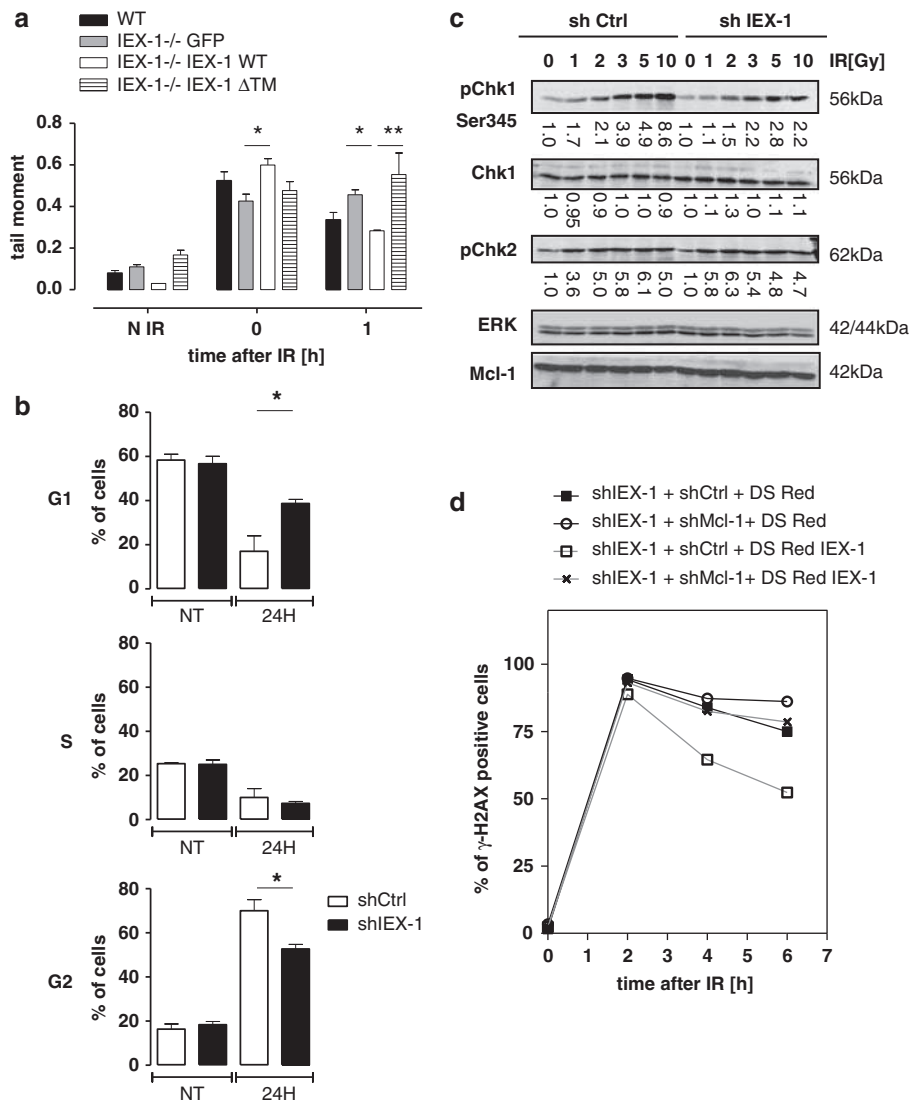 a
WT
IEX-1-/- GFP
IEX-1-/- IEX-1 WT
IEX-1-/- IEX-1 ΔTM
tail moment
0.8
0.6
0.4
0.2
0.0
*
*
**
N IR
0
1
time after IR [h]
b
G1
% of cells
80
60
40
20
0
*
NT
24H
S
% of cells
80
60
40
20
0
NT
24H
G2
% of cells
80
60
40
20
0
*
shCtrl
shIEX-1
NT
24H
c
sh Ctrl
sh IEX-1
0 1 2 3 5 10 0 1 2 3 5 10 IR[Gy]
pChk1
Ser345
56kDa
1.0 1.7 2.1 3.9 4.9 8.6 1.0 1.1 1.5 2.2 2.8 2.2
Chk1
56kDa
1.0 0.95 0.9 1.0 1.0 0.9 1.0 1.1 1.3 1.1 1.1 1.1
pChk2
62kDa
1.0 3.6 5.0 5.8 6.1 5.0 1.0 5.8 6.3 5.4 4.8 4.7
ERK
42/44kDa
Mcl-1
42kDa
d
shIEX-1 + shCtrl + DS Red
shIEX-1 + shMcl-1+ DS Red
shIEX-1 + shCtrl + DS Red IEX-1
shIEX-1 + shMcl-1+ DS Red IEX-1
% of γ-H2AX positive cells
100
75
50
25
0
0 1 2 3 4 5 6 7
time after IR [h]